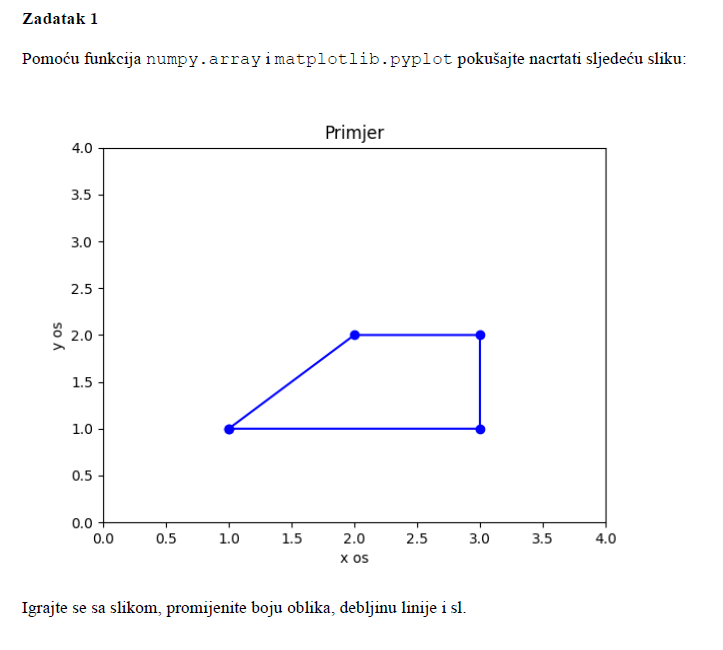 Zadatak 1
Pomoću funkcija numpy.array i matplotlib.pyplot pokušajte nacrtati sljedeću sliku:
Primjer
4.0
3.5
3.0
2.5
2.0
1.5
1.0
0.5
0.0
y os
0.0 0.5 1.0 1.5 2.0 2.5 3.0 3.5 4.0
x os
Igrajte se sa slikom, promijenite boju oblika, debljinu linije i sl.